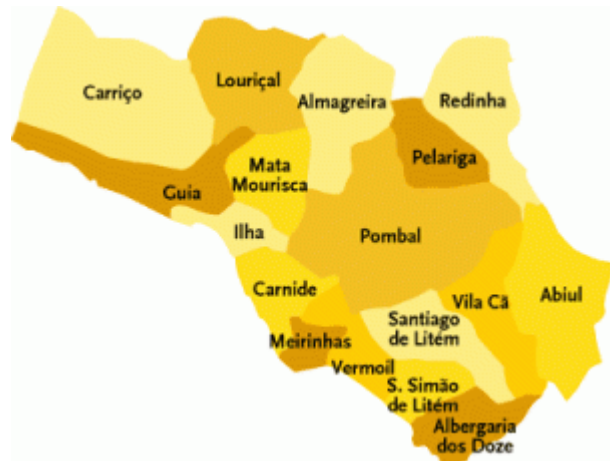 Louriçal
Carriço
Almagreira
Redinha
Pelariga
Mata
Mourisca
Guia
Ilha
Pombal
Carnide
Vila Cã
Abiul
Santiago
de Litém
Meirinhas
Vermoil
S. Simão
de Litém
Albergaria
dos Doze